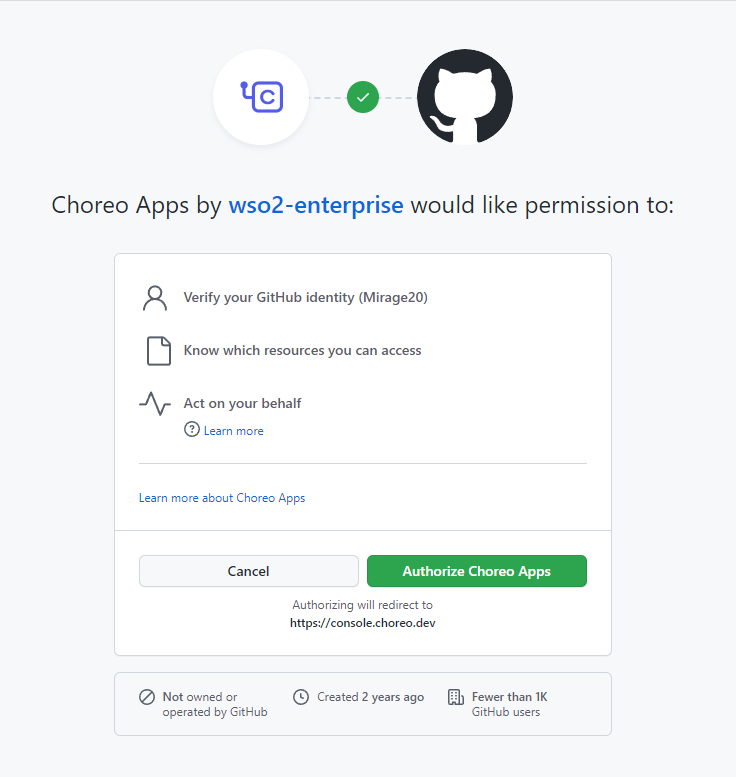 C
Choreo Apps by wso2-enterprise would like permission to:
Verify your GitHub identity (Mirage20)
Know which resources you can access
Act on your behalf
Learn more
Learn more about Choreo Apps
Cancel
Authorize Choreo Apps
Authorizing will redirect to
https://console.choreo.dev
Not owned or
operated by GitHub
Created 2 years ago
Fewer than 1K
GitHub users